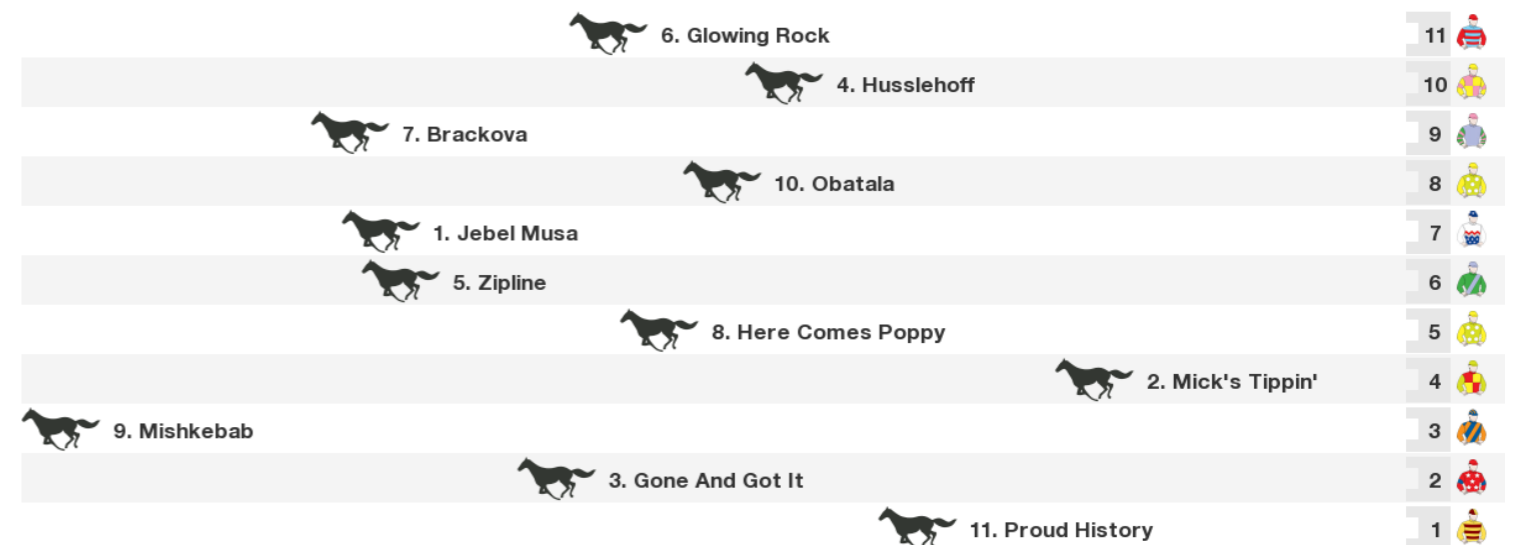 6. Glowing Rock 11
4. Husslehoff 10
7. Brackova 9
10. Obatala 8
1. Jebel Musa 7
5. Zipline 6
8. Here Comes Poppy 5
2. Mick's Tippin' 4
9. Mishkebab 3
3. Gone And Got It 2
11. Proud History 1